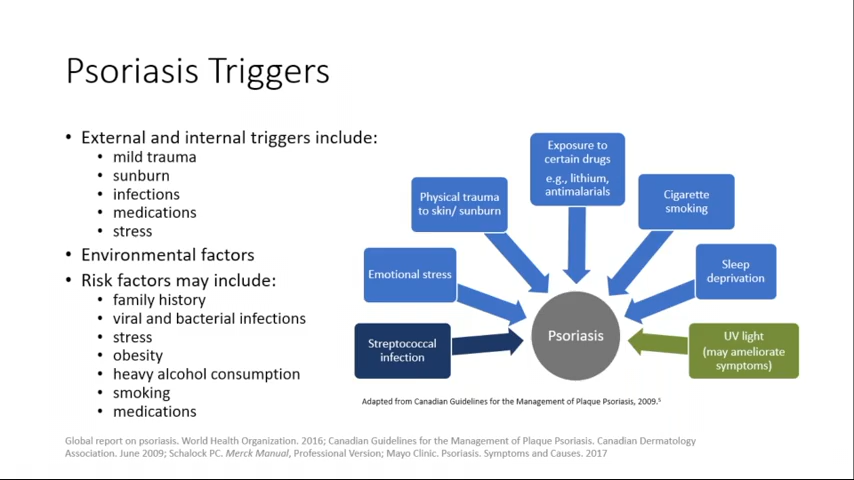 Psoriasis Triggers
• External and internal triggers include:
• mild trauma
• sunburn
• infections
• medications
• stress
• Environmental factors
• Risk factors may include:
• family history
• viral and bacterial infections
• stress
• obesity
• heavy alcohol consumption
• smoking
• medications
Streptococcal
infection
Emotional stress
Physical trauma
to skin/ sunburn
Exposure to
certain drugs
e.g., lithium,
antimalarials
Cigarette
smoking
Sleep
deprivation
UV light
(may ameliorate
symptoms)
Psoriasis
Adapted from Canadian Guidelines for the Management of Plaque Psoriasis, 2009.⁵
Global report on psoriasis. World Health Organization. 2016; Canadian Guidelines for the Management of Plaque Psoriasis. Canadian Dermatology
Association. June 2009; Schalock PC. Merck Manual, Professional Version; Mayo Clinic. Psoriasis. Symptoms and Causes. 2017